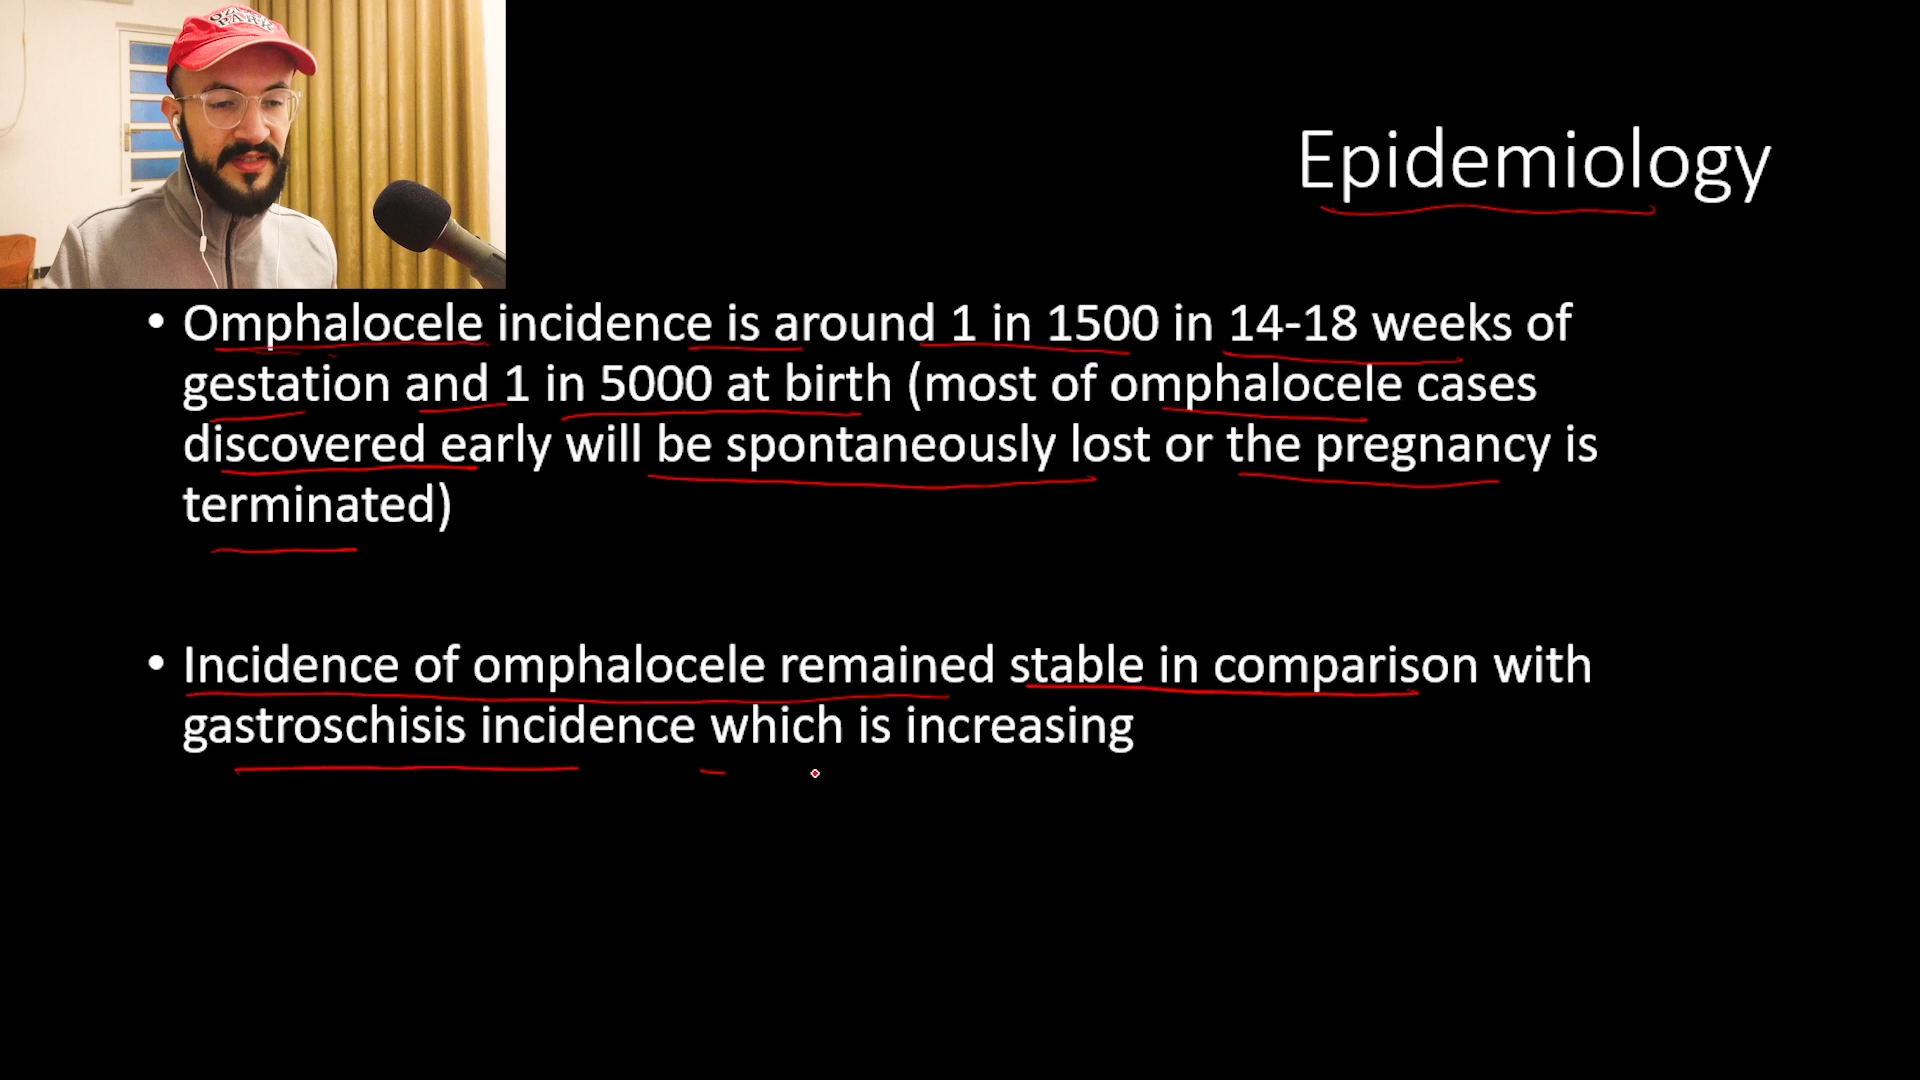 Epidemiology
• Omphalocele incidence is around 1 in 1500 in 14-18 weeks of
gestation and 1 in 5000 at birth (most of omphalocele cases
discovered early will be spontaneously lost or the pregnancy is
terminated)
• Incidence of omphalocele remained stable in comparison with
gastroschisis incidence which is increasing